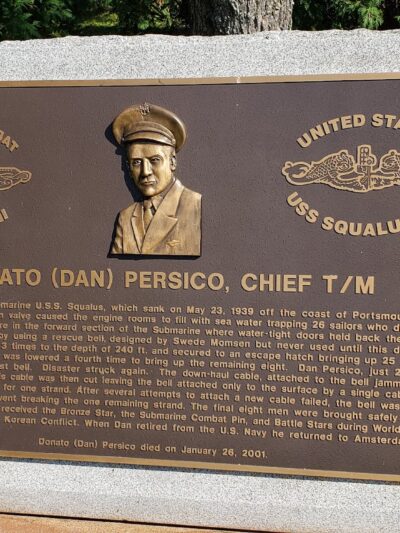 AT
UNITED STA
II
USS SQUALU
ATO (DAN) PERSICO, CHIEF T/M
marine U.S.S. Squalus, which sank on May 23, 1939 off the coast of Portsmou
n valve caused the engine rooms to fill with sea water trapping 26 sailors who d
re in the forward section of the Submarine where water-tight doors held back the
by using a rescue bell, designed by Swede Momsen but never used until this d
3 times to the depth of 240 ft, and secured to an escape hatch bringing up 25
was lowered a fourth time to bring up the remaining eight. Dan Persico, just 2
st bell. Disaster struck again. The down-haul cable, attached to the bell jamm
s cable was then cut leaving the bell attached only to the surface by a single cab
for one strand. After several attempts to attach a new cable failed, the bell was
vent breaking the one remaining strand. The final eight men were brought safely
received the Bronze Star, the Submarine Combat Pin, and Battle Stars during World
Korean Conflict. When Dan retired from the U.S. Navy he returned to Amsterda
Donato (Dan) Persico died on January 26, 2001.